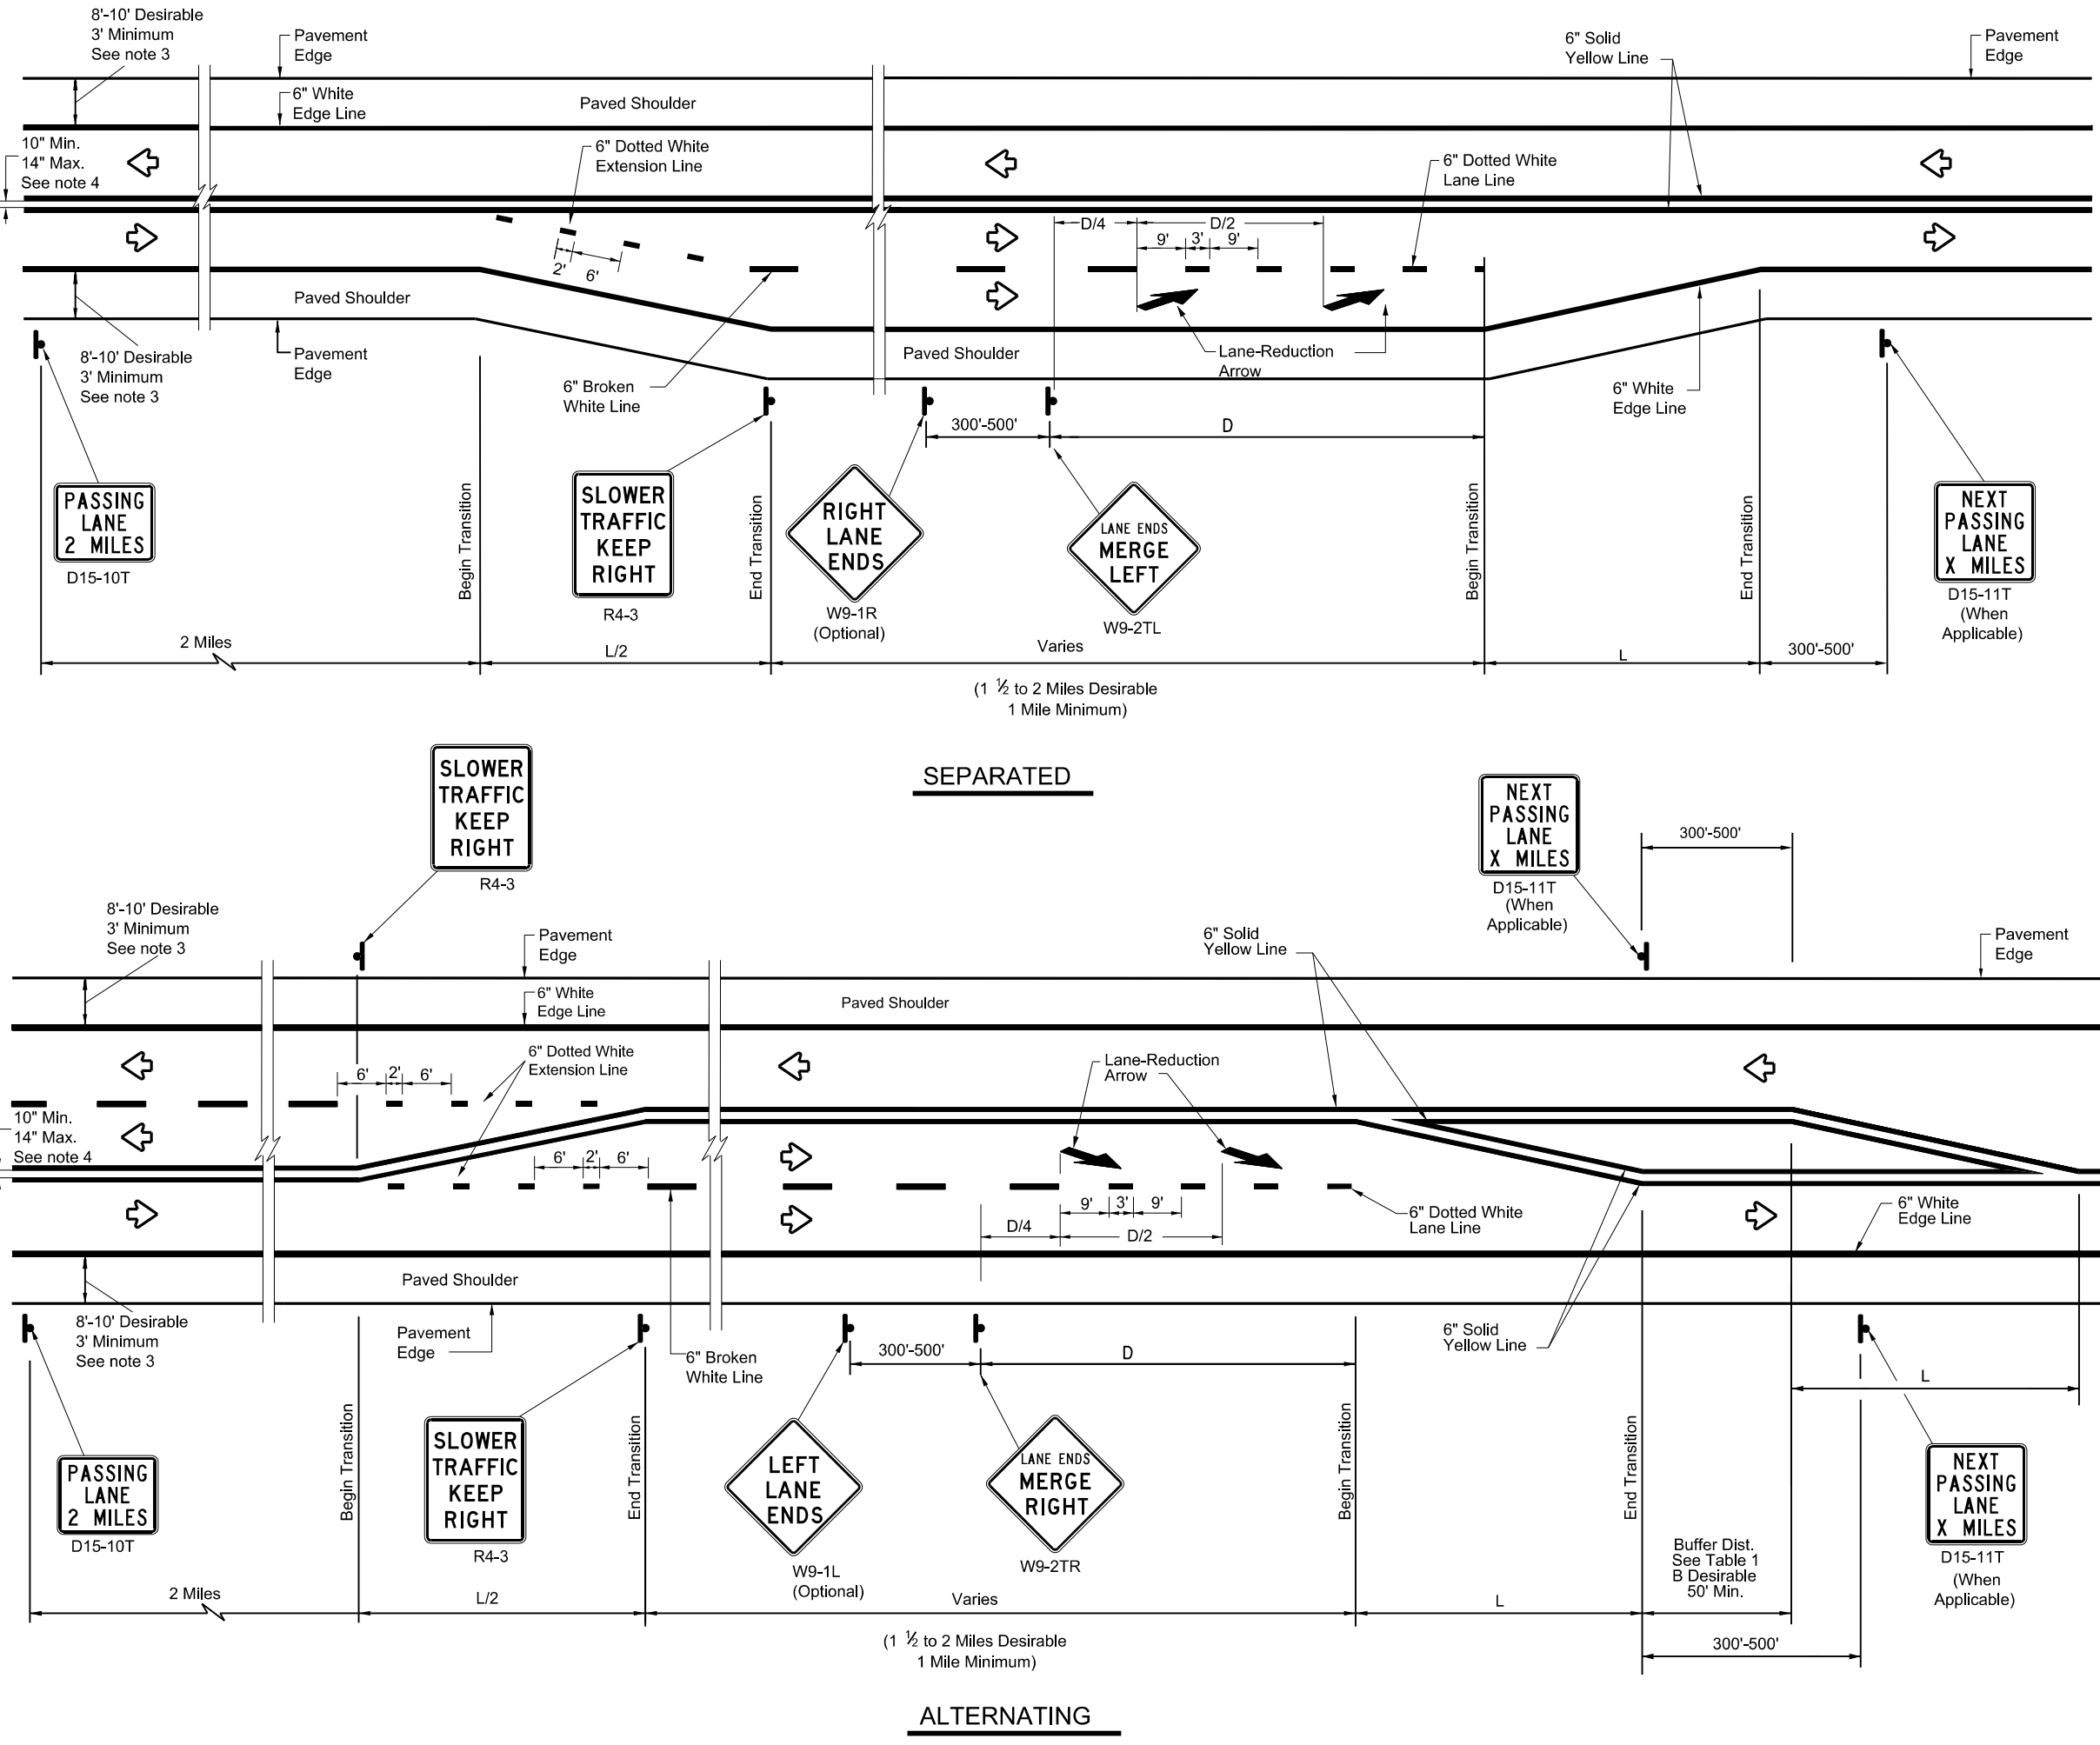 8'-10' Desirable
3' Minimum
See note 3
Pavement
Edge
6" Solid
Yellow Line
Pavement
Edge
6" White
Edge Line
Paved Shoulder
10" Min.
14" Max.
See note 4
6" Dotted White
Extension Line
6" Dotted White
Lane Line
D/4
D/2
9'
3'
9'
2'
6'
Paved Shoulder
8'-10' Desirable
3' Minimum
See note 3
Pavement
Edge
6" Broken
White Line
Paved Shoulder
Lane-Reduction
Arrow
6" White
Edge Line
300'-500'
D
PASSING
LANE
2 MILES
D15-10T
Begin Transition
SLOWER
TRAFFIC
KEEP
RIGHT
R4-3
End Transition
RIGHT
LANE
ENDS
W9-1R
(Optional)
LANE ENDS
MERGE
LEFT
W9-2TL
Begin Transition
End Transition
NEXT
PASSING
LANE
X MILES
D15-11T
(When
Applicable)
2 Miles
L/2
Varies
L
300'-500'
(1 ½ to 2 Miles Desirable
1 Mile Minimum)
SEPARATED
SLOWER
TRAFFIC
KEEP
RIGHT
R4-3
NEXT
PASSING
LANE
X MILES
D15-11T
(When
Applicable)
300'-500'
8'-10' Desirable
3' Minimum
See note 3
Pavement
Edge
6" Solid
Yellow Line
Pavement
Edge
6" White
Edge Line
Paved Shoulder
6" Dotted White
Extension Line
6'
2'
6'
Lane-Reduction
Arrow
10" Min.
14" Max.
See note 4
6'
2'
6'
9'
3'
9'
D/4
D/2
6" Dotted White
Lane Line
6" White
Edge Line
Paved Shoulder
8'-10' Desirable
3' Minimum
See note 3
Pavement
Edge
6" Broken
White Line
300'-500'
D
6" Solid
Yellow Line
L
PASSING
LANE
2 MILES
D15-10T
Begin Transition
SLOWER
TRAFFIC
KEEP
RIGHT
R4-3
End Transition
LEFT
LANE
ENDS
W9-1L
(Optional)
LANE ENDS
MERGE
RIGHT
W9-2TR
Begin Transition
End Transition
Buffer Dist.
See Table 1
B Desirable
50' Min.
NEXT
PASSING
LANE
X MILES
D15-11T
(When
Applicable)
2 Miles
L/2
Varies
L
300'-500'
(1 ½ to 2 Miles Desirable
1 Mile Minimum)
ALTERNATING